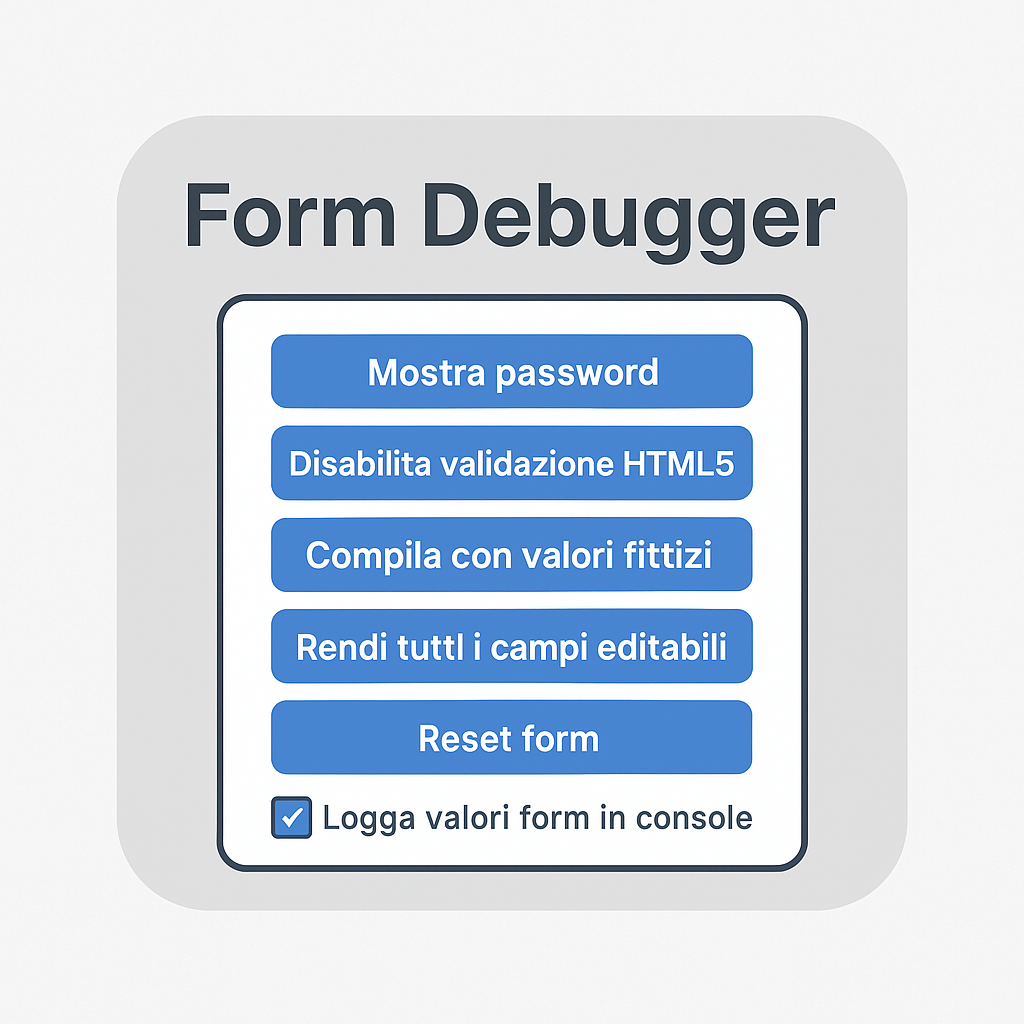 Form Debugger
Mostra password
Disabilita validazione HTML5
Compila con valori fittizi
Rendi tuttl i campi editabili
Reset form
Logga valori form in console